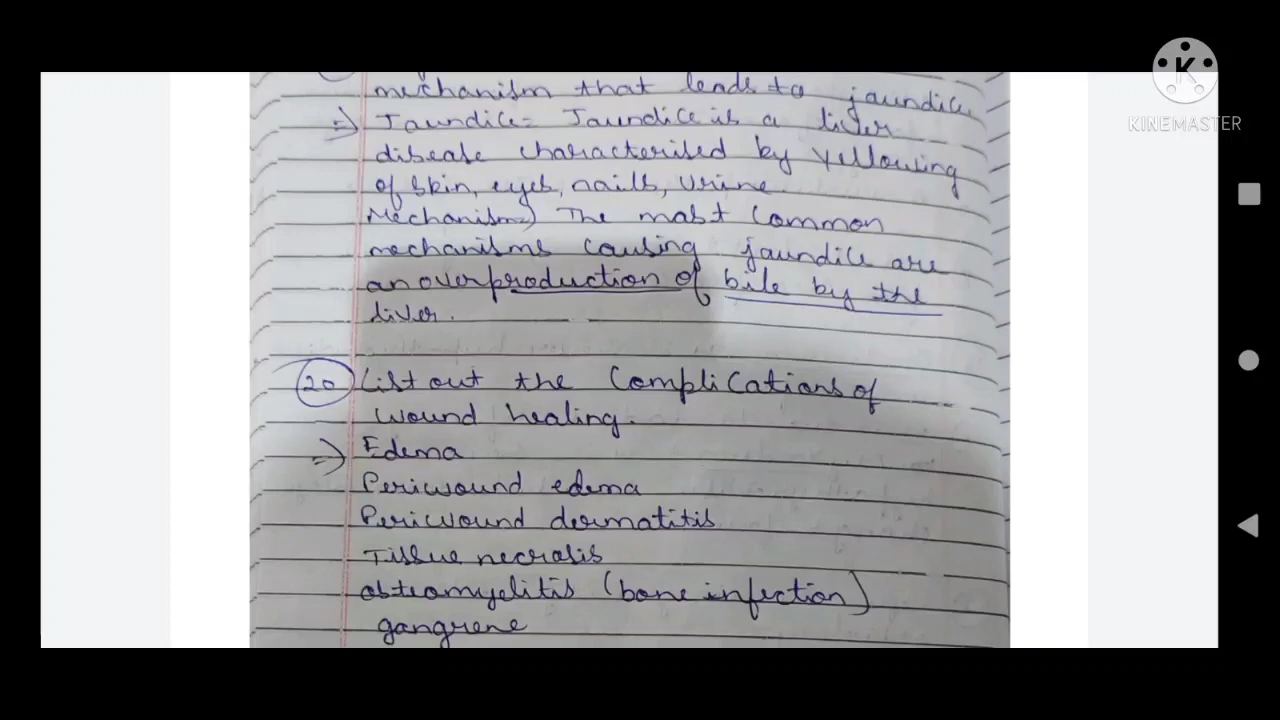 mechanism that leads to jaundice.
=> Jaundice = Jaundice is a liver
disease characterised by yellowing
of skin, eyes, nails, urine
Mechanism => The most common
mechanisms causing jaundice are
an overproduction of bile by the
liver.
20 List out the complications of
wound healing.
=> Edema
Periwound edema
Periwound dermatitis
Tissue necrosis
osteomyelitis (bone infection)
gangrene
K
KINEMASTER